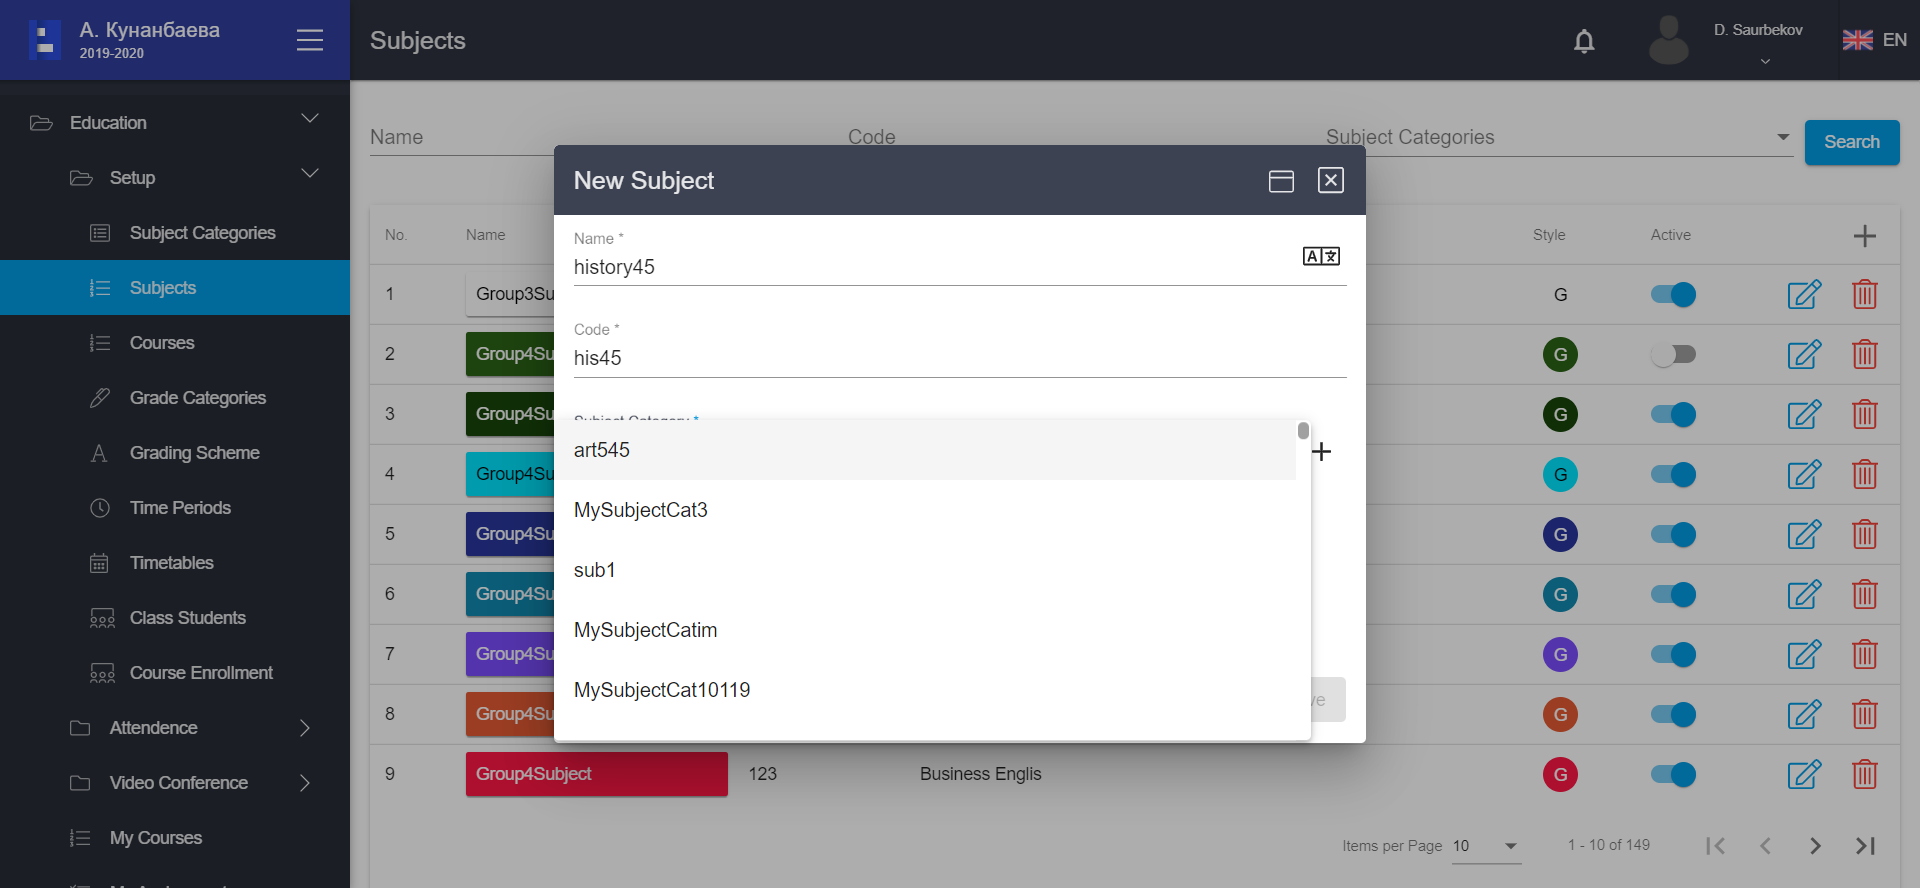 А. Кунанбаева
2019-2020
Subjects
D. Saurbekov
EN
Education
Setup
Subject Categories
Subjects
Courses
Grade Categories
Grading Scheme
Time Periods
Timetables
Class Students
Course Enrollment
Attendence
Video Conference
My Courses
Name
Code
Subject Categories
Search
No.
Name
Style
Active
1
Group3Su
G
2
Group4Su
G
3
Group4Su
G
4
Group4Su
G
5
Group4Su
G
6
Group4Su
G
7
Group4Su
G
8
Group4Su
G
9
Group4Subject
123
Business Englis
G
Items per Page
10
1 - 10 of 149
New Subject
Name *
history45
Code *
his45
Subject Category *
art545
MySubjectCat3
sub1
MySubjectCatim
MySubjectCat10119